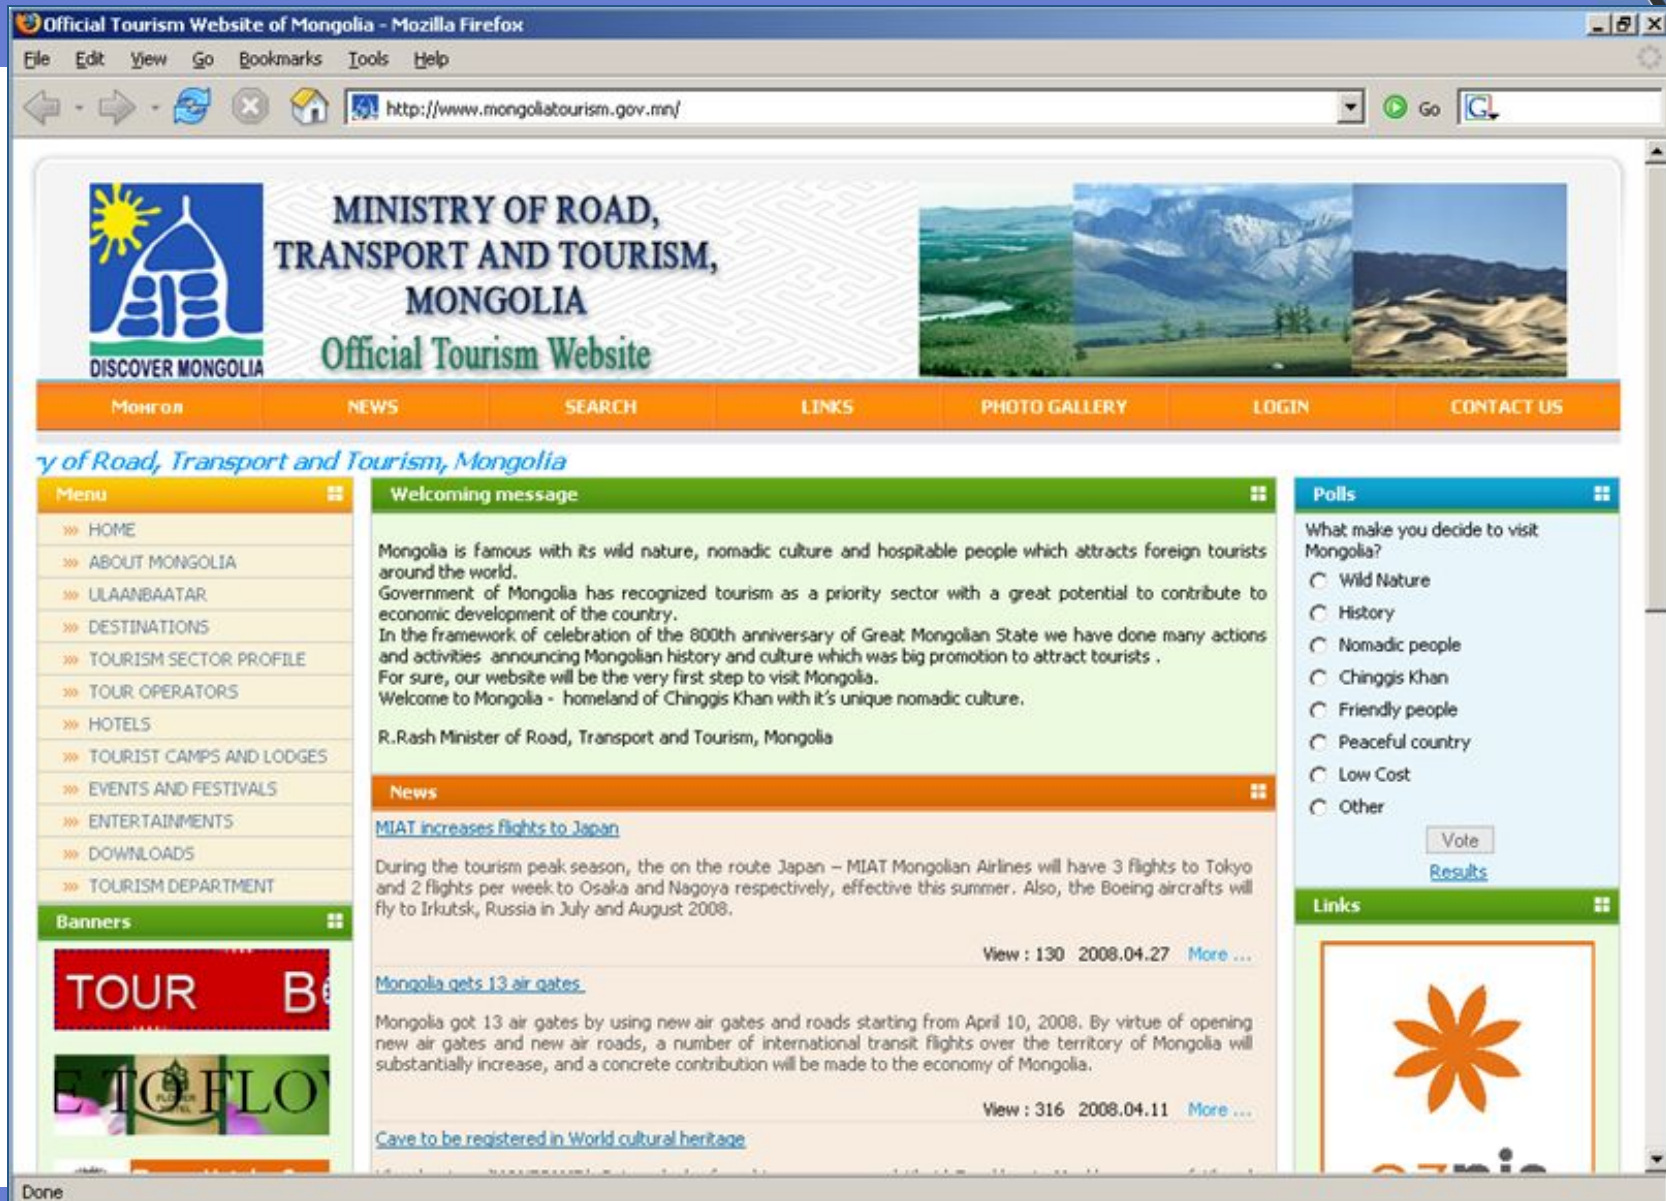 Official Tourism Website of Mongolia - Mozilla Firefox
File Edit View Go Bookmarks Tools Help
http://www.mongoliatourism.gov.mn/
Go
G
DISCOVER MONGOLIA
MINISTRY OF ROAD,
TRANSPORT AND TOURISM,
MONGOLIA
Official Tourism Website
Монгол NEWS SEARCH LINKS PHOTO GALLERY LOGIN CONTACT US
y of Road, Transport and Tourism, Mongolia
Menu
HOME
ABOUT MONGOLIA
ULAANBAATAR
DESTINATIONS
TOURISM SECTOR PROFILE
TOUR OPERATORS
HOTELS
TOURIST CAMPS AND LODGES
EVENTS AND FESTIVALS
ENTERTAINMENTS
DOWNLOADS
TOURISM DEPARTMENT
Banners
TOUR
E TO FLO
FLOWER
HOTEL
Welcoming message
Mongolia is famous with its wild nature, nomadic culture and hospitable people which attracts foreign tourists
around the world.
Government of Mongolia has recognized tourism as a priority sector with a great potential to contribute to
economic development of the country.
In the framework of celebration of the 800th anniversary of Great Mongolian State we have done many actions
and activities announcing Mongolian history and culture which was big promotion to attract tourists .
For sure, our website will be the very first step to visit Mongolia.
Welcome to Mongolia - homeland of Chinggis Khan with it's unique nomadic culture.
R.Rash Minister of Road, Transport and Tourism, Mongolia
News
MIAT increases flights to Japan
During the tourism peak season, the on the route Japan – MIAT Mongolian Airlines will have 3 flights to Tokyo
and 2 flights per week to Osaka and Nagoya respectively, effective this summer. Also, the Boeing aircrafts will
fly to Irkutsk, Russia in July and August 2008.
View : 130 2008.04.27 More ...
Mongolia gets 13 air gates
Mongolia got 13 air gates by using new air gates and roads starting from April 10, 2008. By virtue of opening
new air gates and new air roads, a number of international transit flights over the territory of Mongolia will
substantially increase, and a concrete contribution will be made to the economy of Mongolia.
View : 316 2008.04.11 More ...
Cave to be registered in World cultural heritage
Polls
What make you decide to visit
Mongolia?
Wild Nature
History
Nomadic people
Chinggis Khan
Friendly people
Peaceful country
Low Cost
Other
Vote
Results
Links
Done